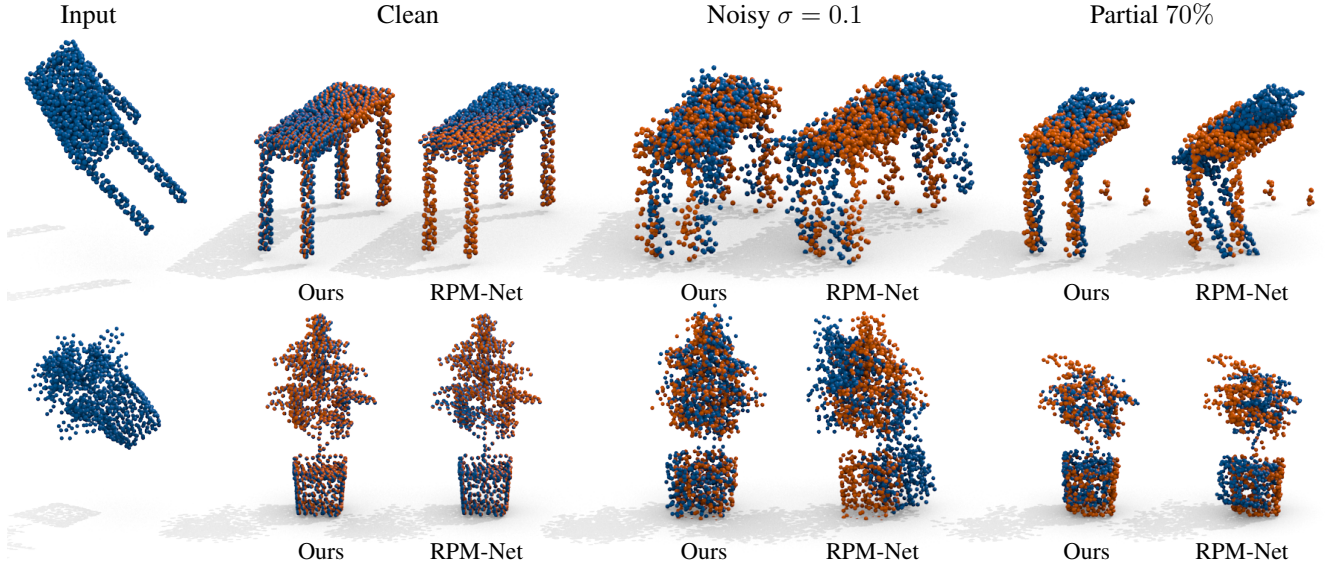 Input Clean Noisy σ = 0.1 Partial 70%
Ours RPM-Net Ours RPM-Net Ours RPM-Net
Ours RPM-Net Ours RPM-Net Ours RPM-Net